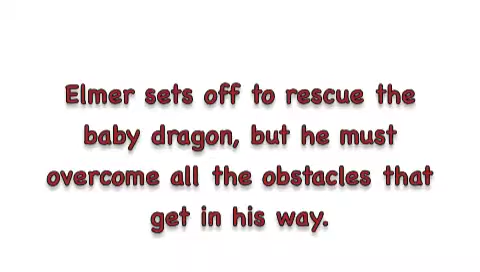 Elmer sets off to rescue the
baby dragon, but he must
overcome all the obstacles that
get in his way.